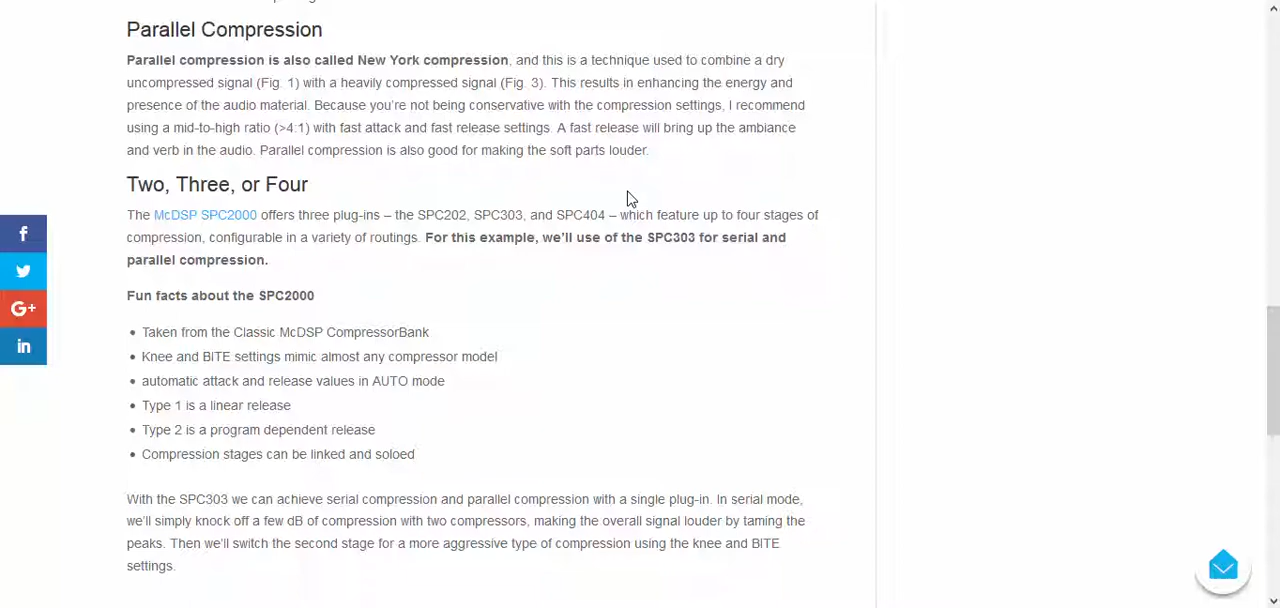 Parallel Compression
Parallel compression is also called New York compression, and this is a technique used to combine a dry
uncompressed signal (Fig. 1) with a heavily compressed signal (Fig. 3). This results in enhancing the energy and
presence of the audio material. Because you're not being conservative with the compression settings, I recommend
using a mid-to-high ratio (>4:1) with fast attack and fast release settings. A fast release will bring up the ambiance
and verb in the audio. Parallel compression is also good for making the soft parts louder.
Two, Three, or Four
The McDSP SPC2000 offers three plug-ins – the SPC202, SPC303, and SPC404 – which feature up to four stages of
compression, configurable in a variety of routings. For this example, we'll use of the SPC303 for serial and
parallel compression.
Fun facts about the SPC2000
• Taken from the Classic McDSP CompressorBank
• Knee and BITE settings mimic almost any compressor model
• automatic attack and release values in AUTO mode
• Type 1 is a linear release
• Type 2 is a program dependent release
• Compression stages can be linked and soloed
With the SPC303 we can achieve serial compression and parallel compression with a single plug-in. In serial mode,
we'll simply knock off a few dB of compression with two compressors, making the overall signal louder by taming the
peaks. Then we'll switch the second stage for a more aggressive type of compression using the knee and BITE
settings.
f
G+
in